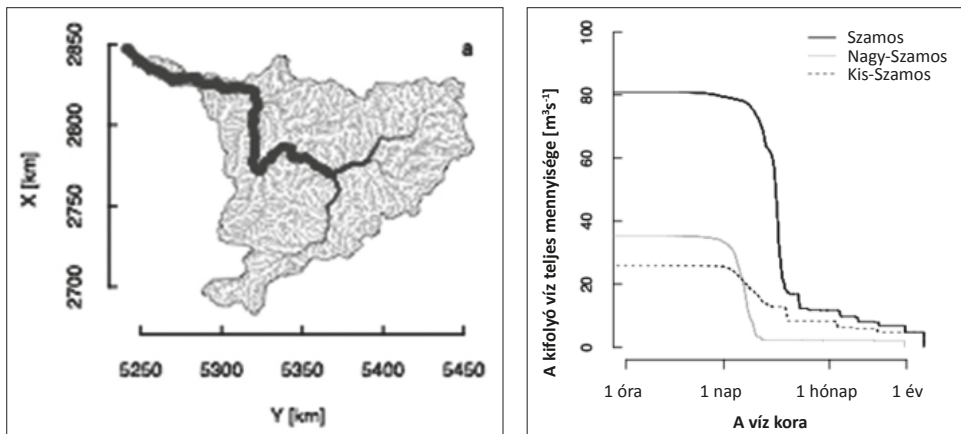 a
X [km]
2850
2800
2750
2700
5250 5300 5350 5400 5450
Y [km]
A kifolyó víz teljes mennyisége [m³s⁻¹]
100
80
60
40
20
0
Szamos
Nagy-Szamos
Kis-Szamos
1 óra 1 nap 1 hónap 1 év
A víz kora